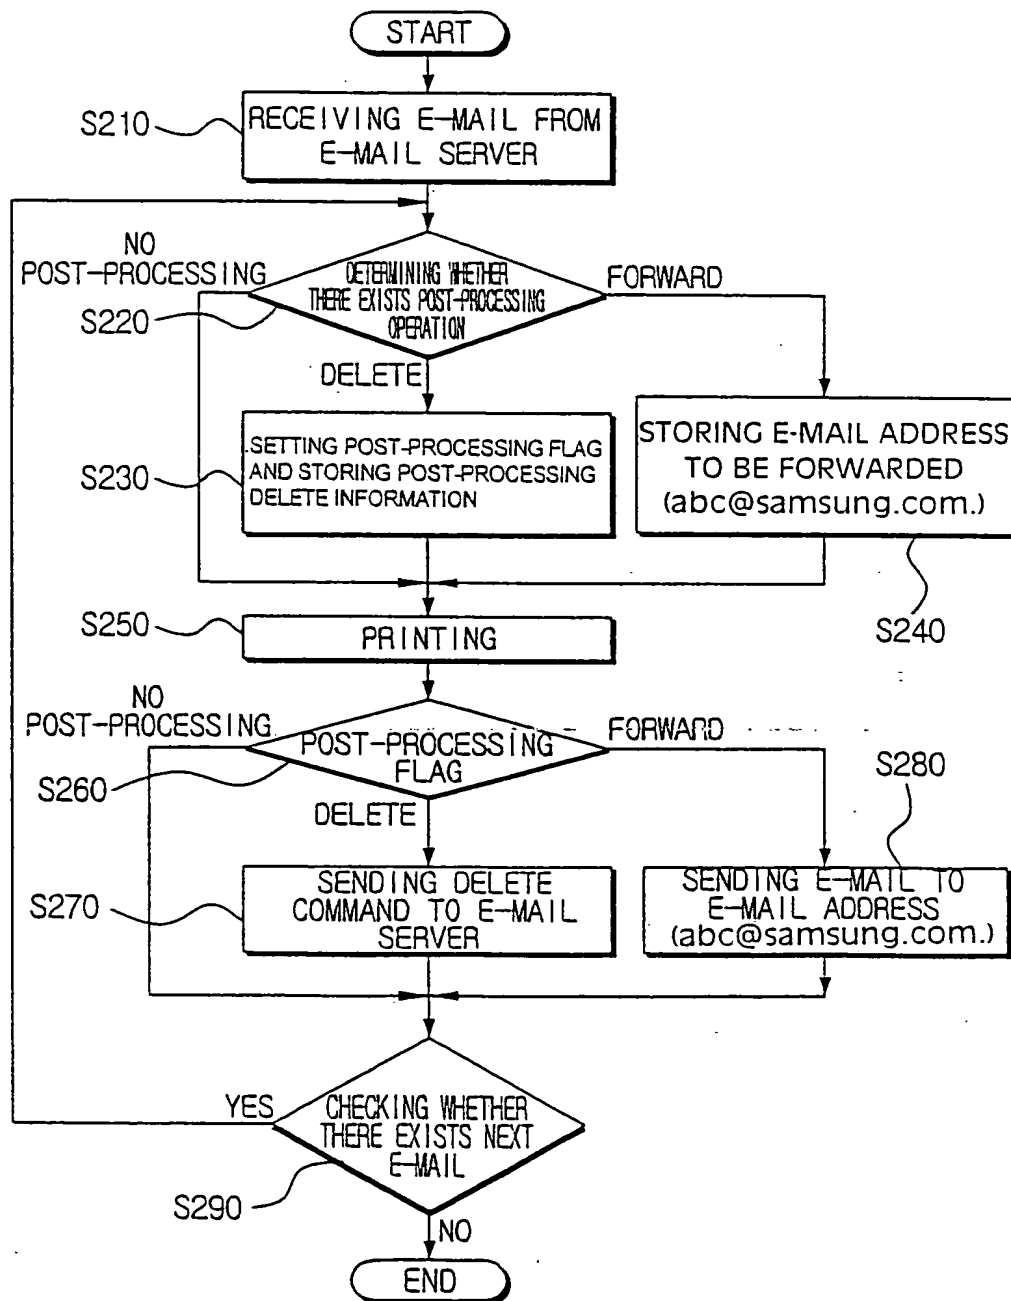 START
S210
RECEIVING E-MAIL FROM
E-MAIL SERVER
NO
POST-PROCESSING
DETERMINING WHETHER
THERE EXISTS POST-PROCESSING
OPERATION
FORWARD
S220
DELETE
S230
SETTING POST-PROCESSING FLAG
AND STORING POST-PROCESSING
DELETE INFORMATION
STORING E-MAIL ADDRESS
TO BE FORWARDED
(abc@samsung.com.)
S240
S250
PRINTING
NO
POST-PROCESSING
POST-PROCESSING
FLAG
FORWARD
S260
DELETE
S280
S270
SENDING DELETE
COMMAND TO E-MAIL
SERVER
SENDING E-MAIL TO
E-MAIL ADDRESS
(abc@samsung.com.)
YES
CHECKING WHETHER
THERE EXISTS NEXT
E-MAIL
S290
NO
END